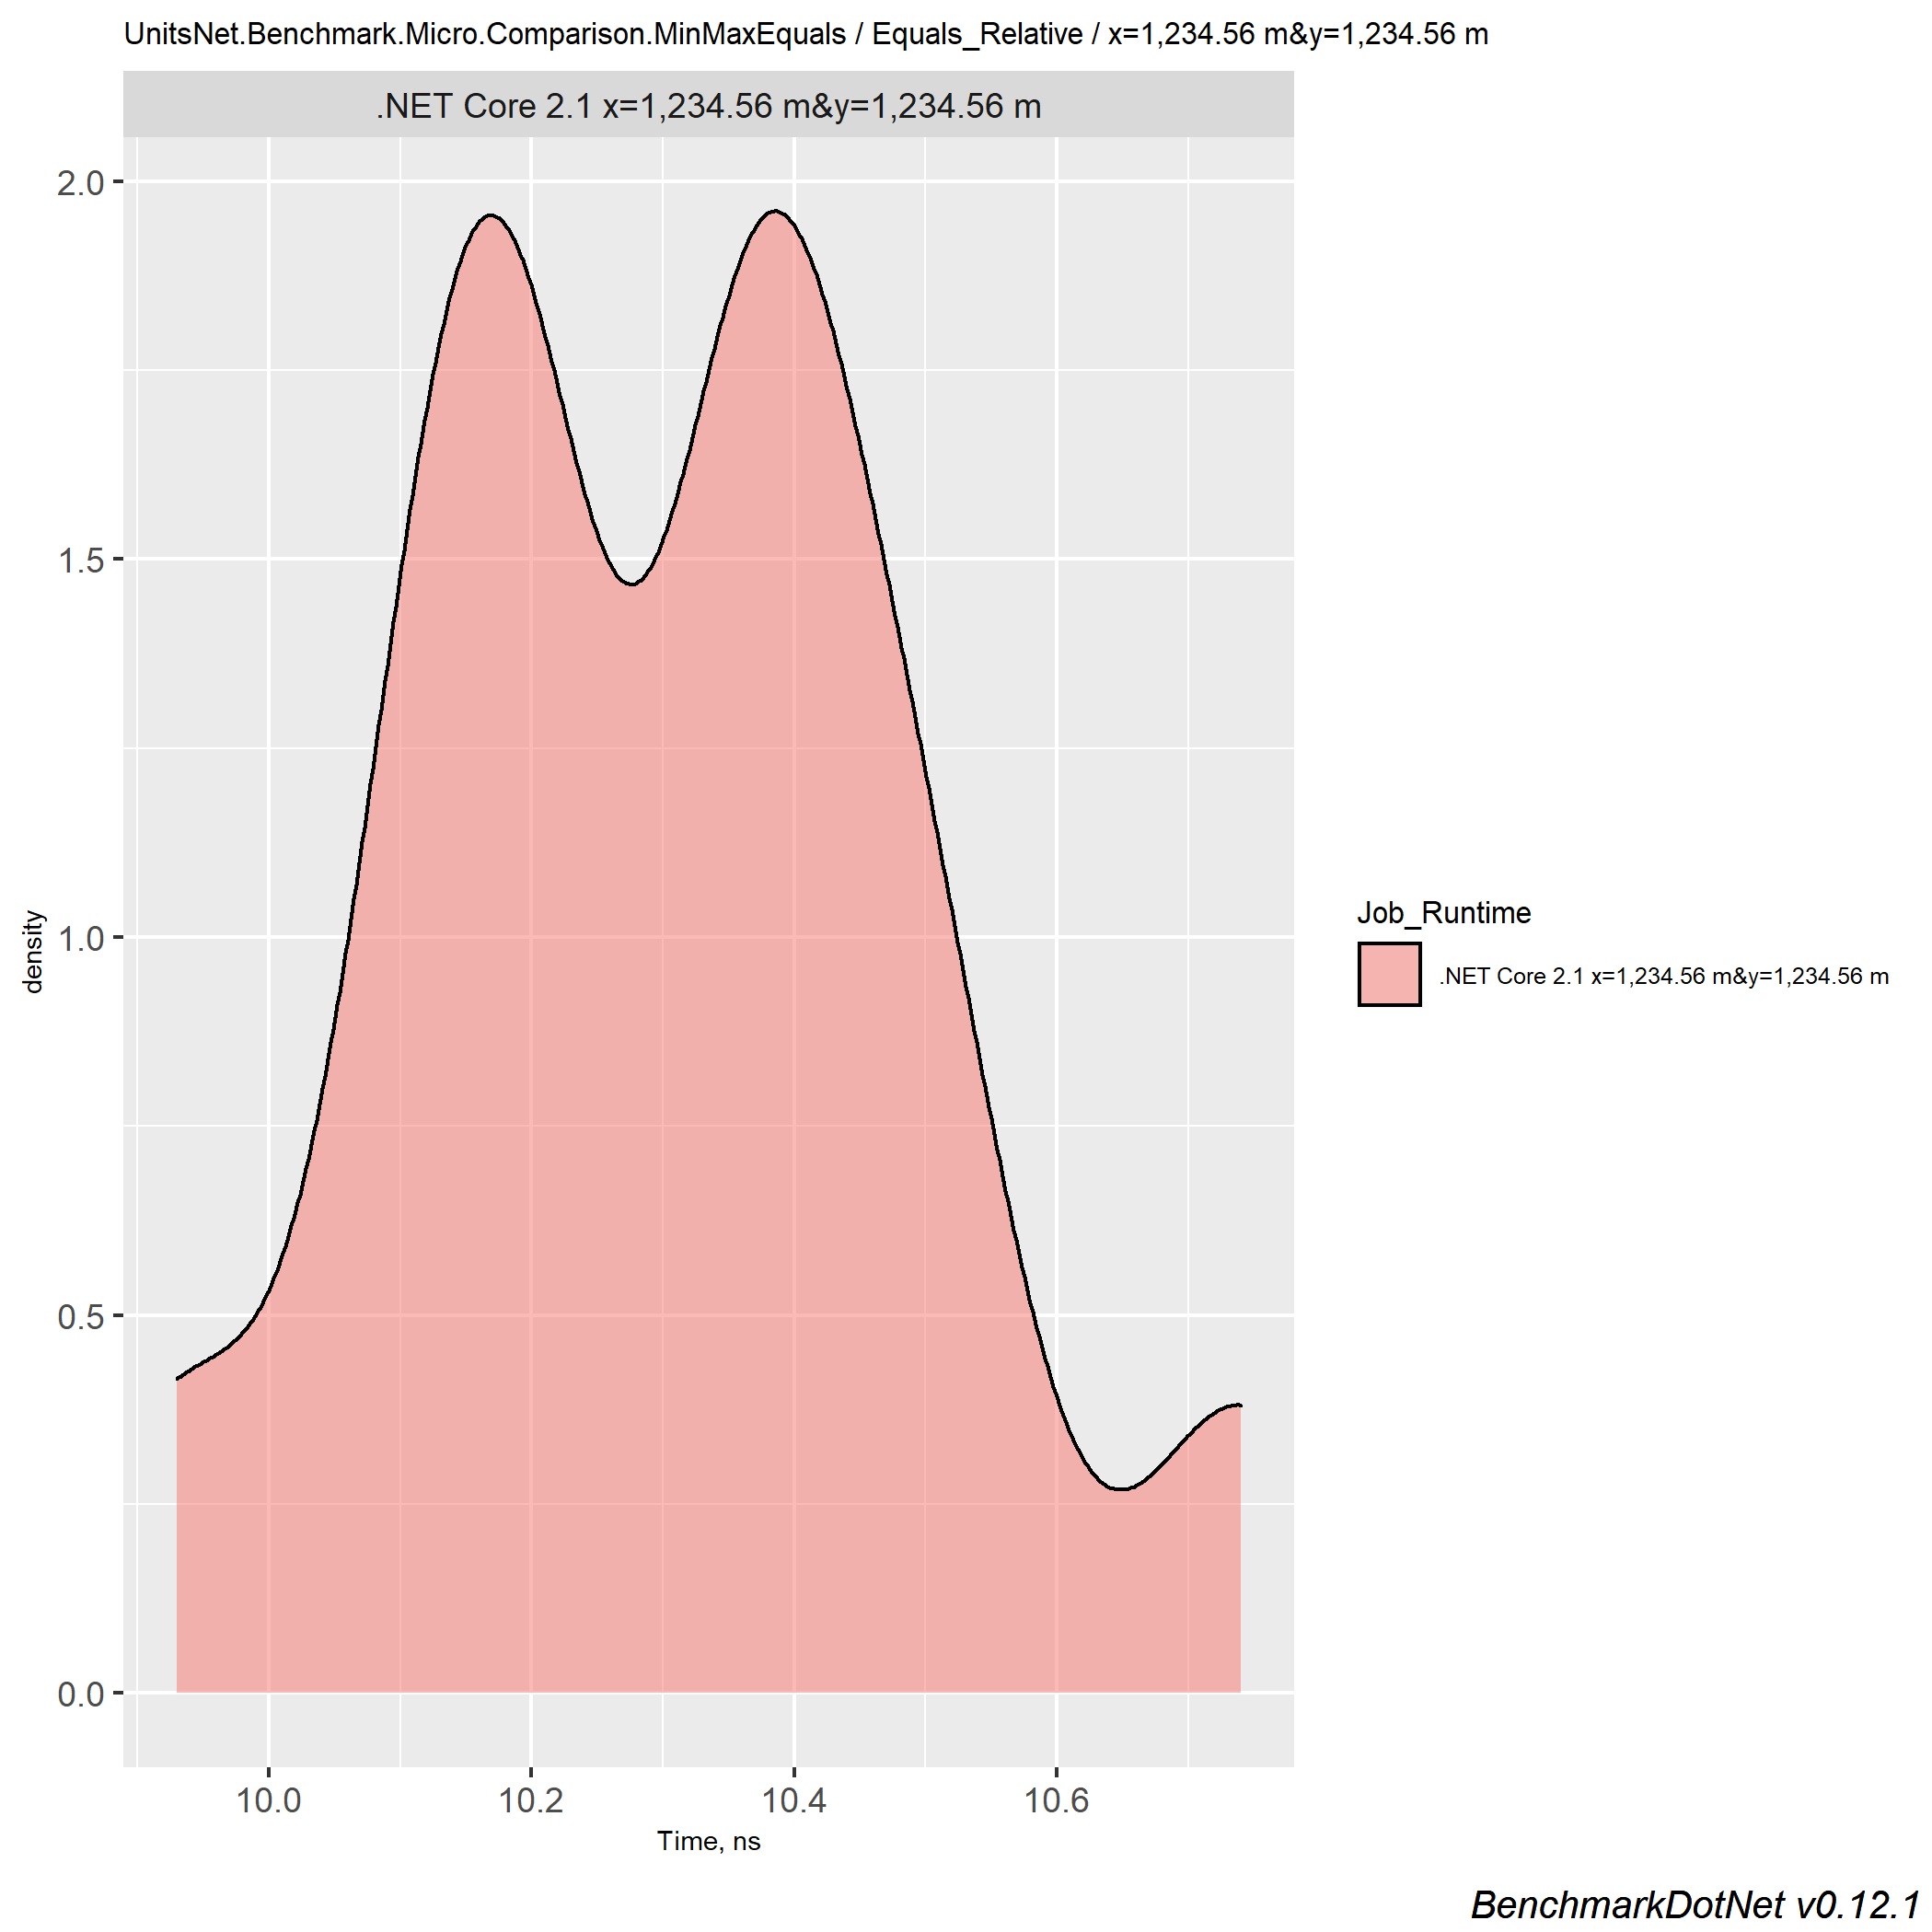 UnitsNet.Benchmark.Micro.Comparison.MinMaxEquals / Equals_Relative / x=1,234.56 m&y=1,234.56 m
.NET Core 2.1 x=1,234.56 m&y=1,234.56 m
2.0
1.5
1.0
0.5
0.0
density
10.0 10.2 10.4 10.6
Time, ns
Job_Runtime
.NET Core 2.1 x=1,234.56 m&y=1,234.56 m
BenchmarkDotNet v0.12.1